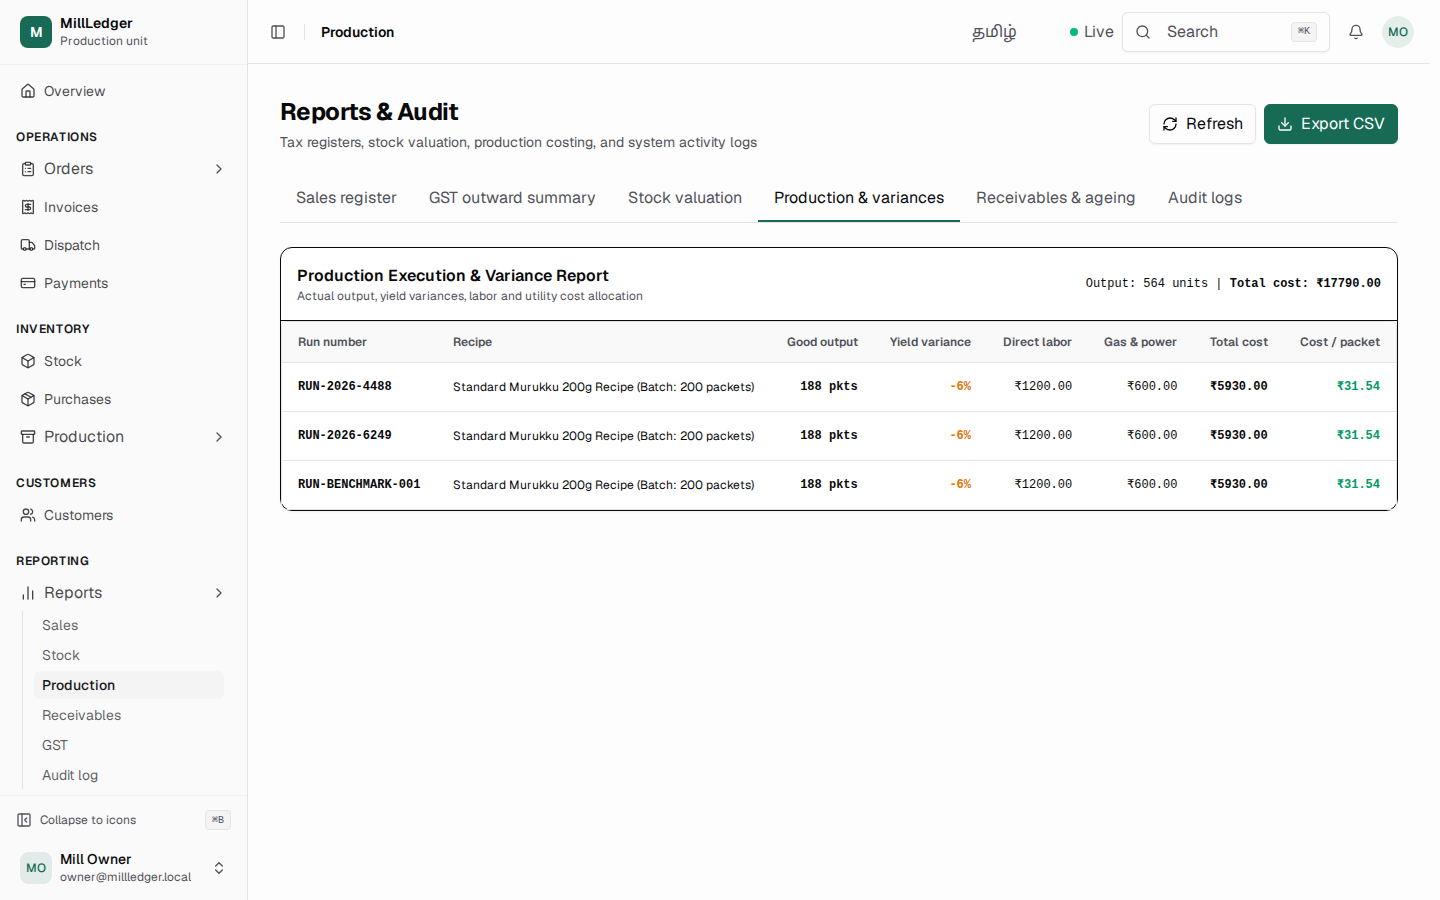 M
MillLedger
Production unit
Overview
OPERATIONS
Orders
Invoices
Dispatch
Payments
INVENTORY
Stock
Purchases
Production
CUSTOMERS
Customers
REPORTING
Reports
Sales
Stock
Production
Receivables
GST
Audit log
Collapse to icons ⌘B
MO
Mill Owner
owner@millledger.local
Production
தமிழ்
Live
Search ⌘K
MO
Reports & Audit
Tax registers, stock valuation, production costing, and system activity logs
Refresh
Export CSV
Sales register GST outward summary Stock valuation Production & variances Receivables & ageing Audit logs
Production Execution & Variance Report
Actual output, yield variances, labor and utility cost allocation
Output: 564 units | Total cost: ₹17790.00
Run number Recipe Good output Yield variance Direct labor Gas & power Total cost Cost / packet
RUN-2026-4488 Standard Murukku 200g Recipe (Batch: 200 packets) 188 pkts -6% ₹1200.00 ₹600.00 ₹5930.00 ₹31.54
RUN-2026-6249 Standard Murukku 200g Recipe (Batch: 200 packets) 188 pkts -6% ₹1200.00 ₹600.00 ₹5930.00 ₹31.54
RUN-BENCHMARK-001 Standard Murukku 200g Recipe (Batch: 200 packets) 188 pkts -6% ₹1200.00 ₹600.00 ₹5930.00 ₹31.54